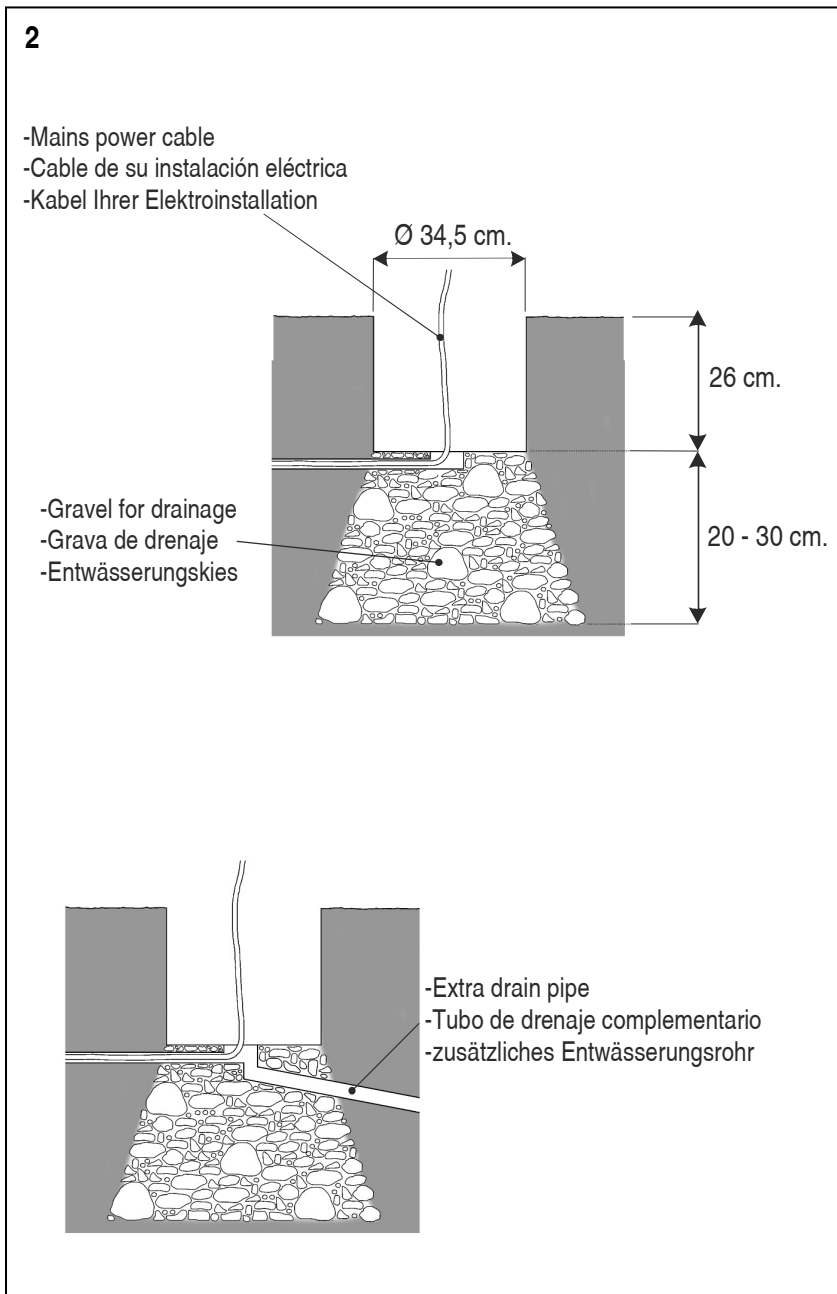 2
-Mains power cable
-Cable de su instalación eléctrica
-Kabel Ihrer Elektroinstallation
Ø 34,5 cm.
26 cm.
-Gravel for drainage
-Grava de drenaje
-Entwässerungskies
20 - 30 cm.
-Extra drain pipe
-Tubo de drenaje complementario
-zusätzliches Entwässerungsrohr